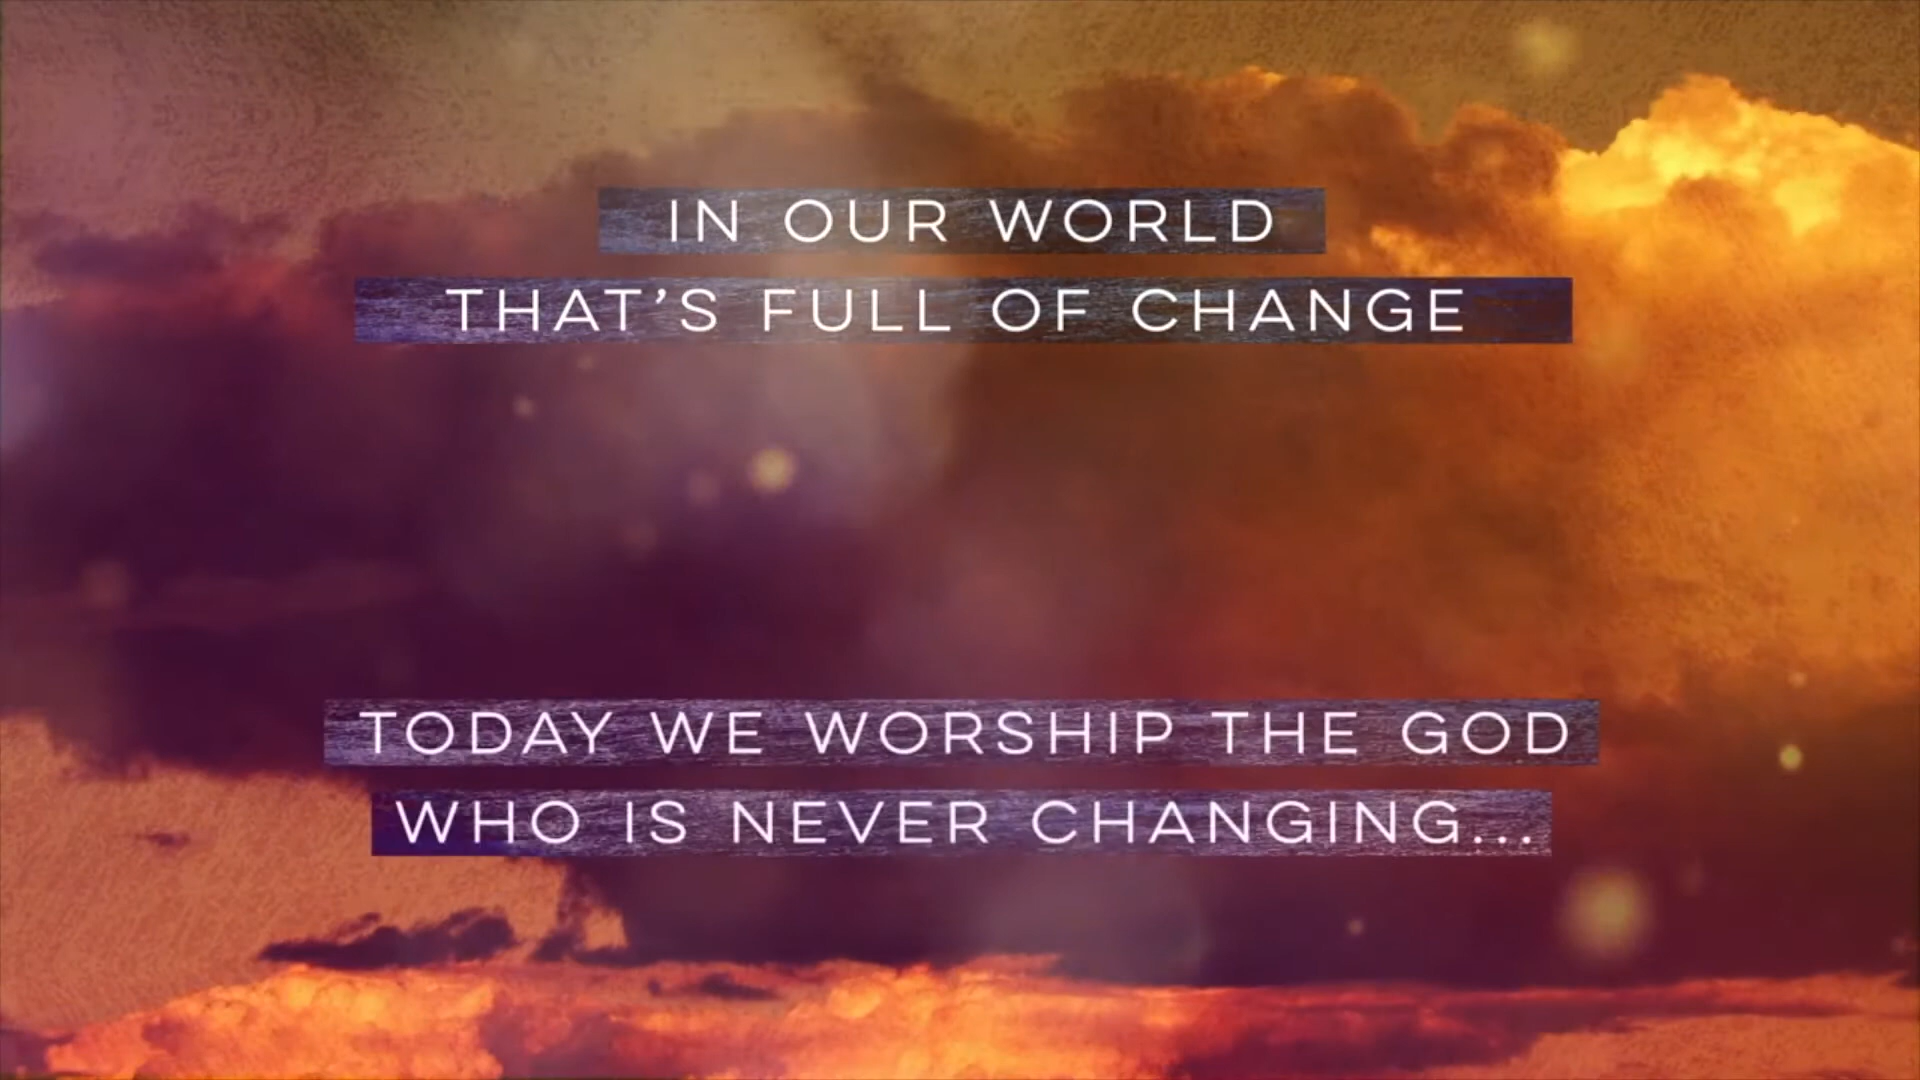 IN OUR WORLD
THAT'S FULL OF CHANGE
TODAY WE WORSHIP THE GOD
WHO IS NEVER CHANGING...